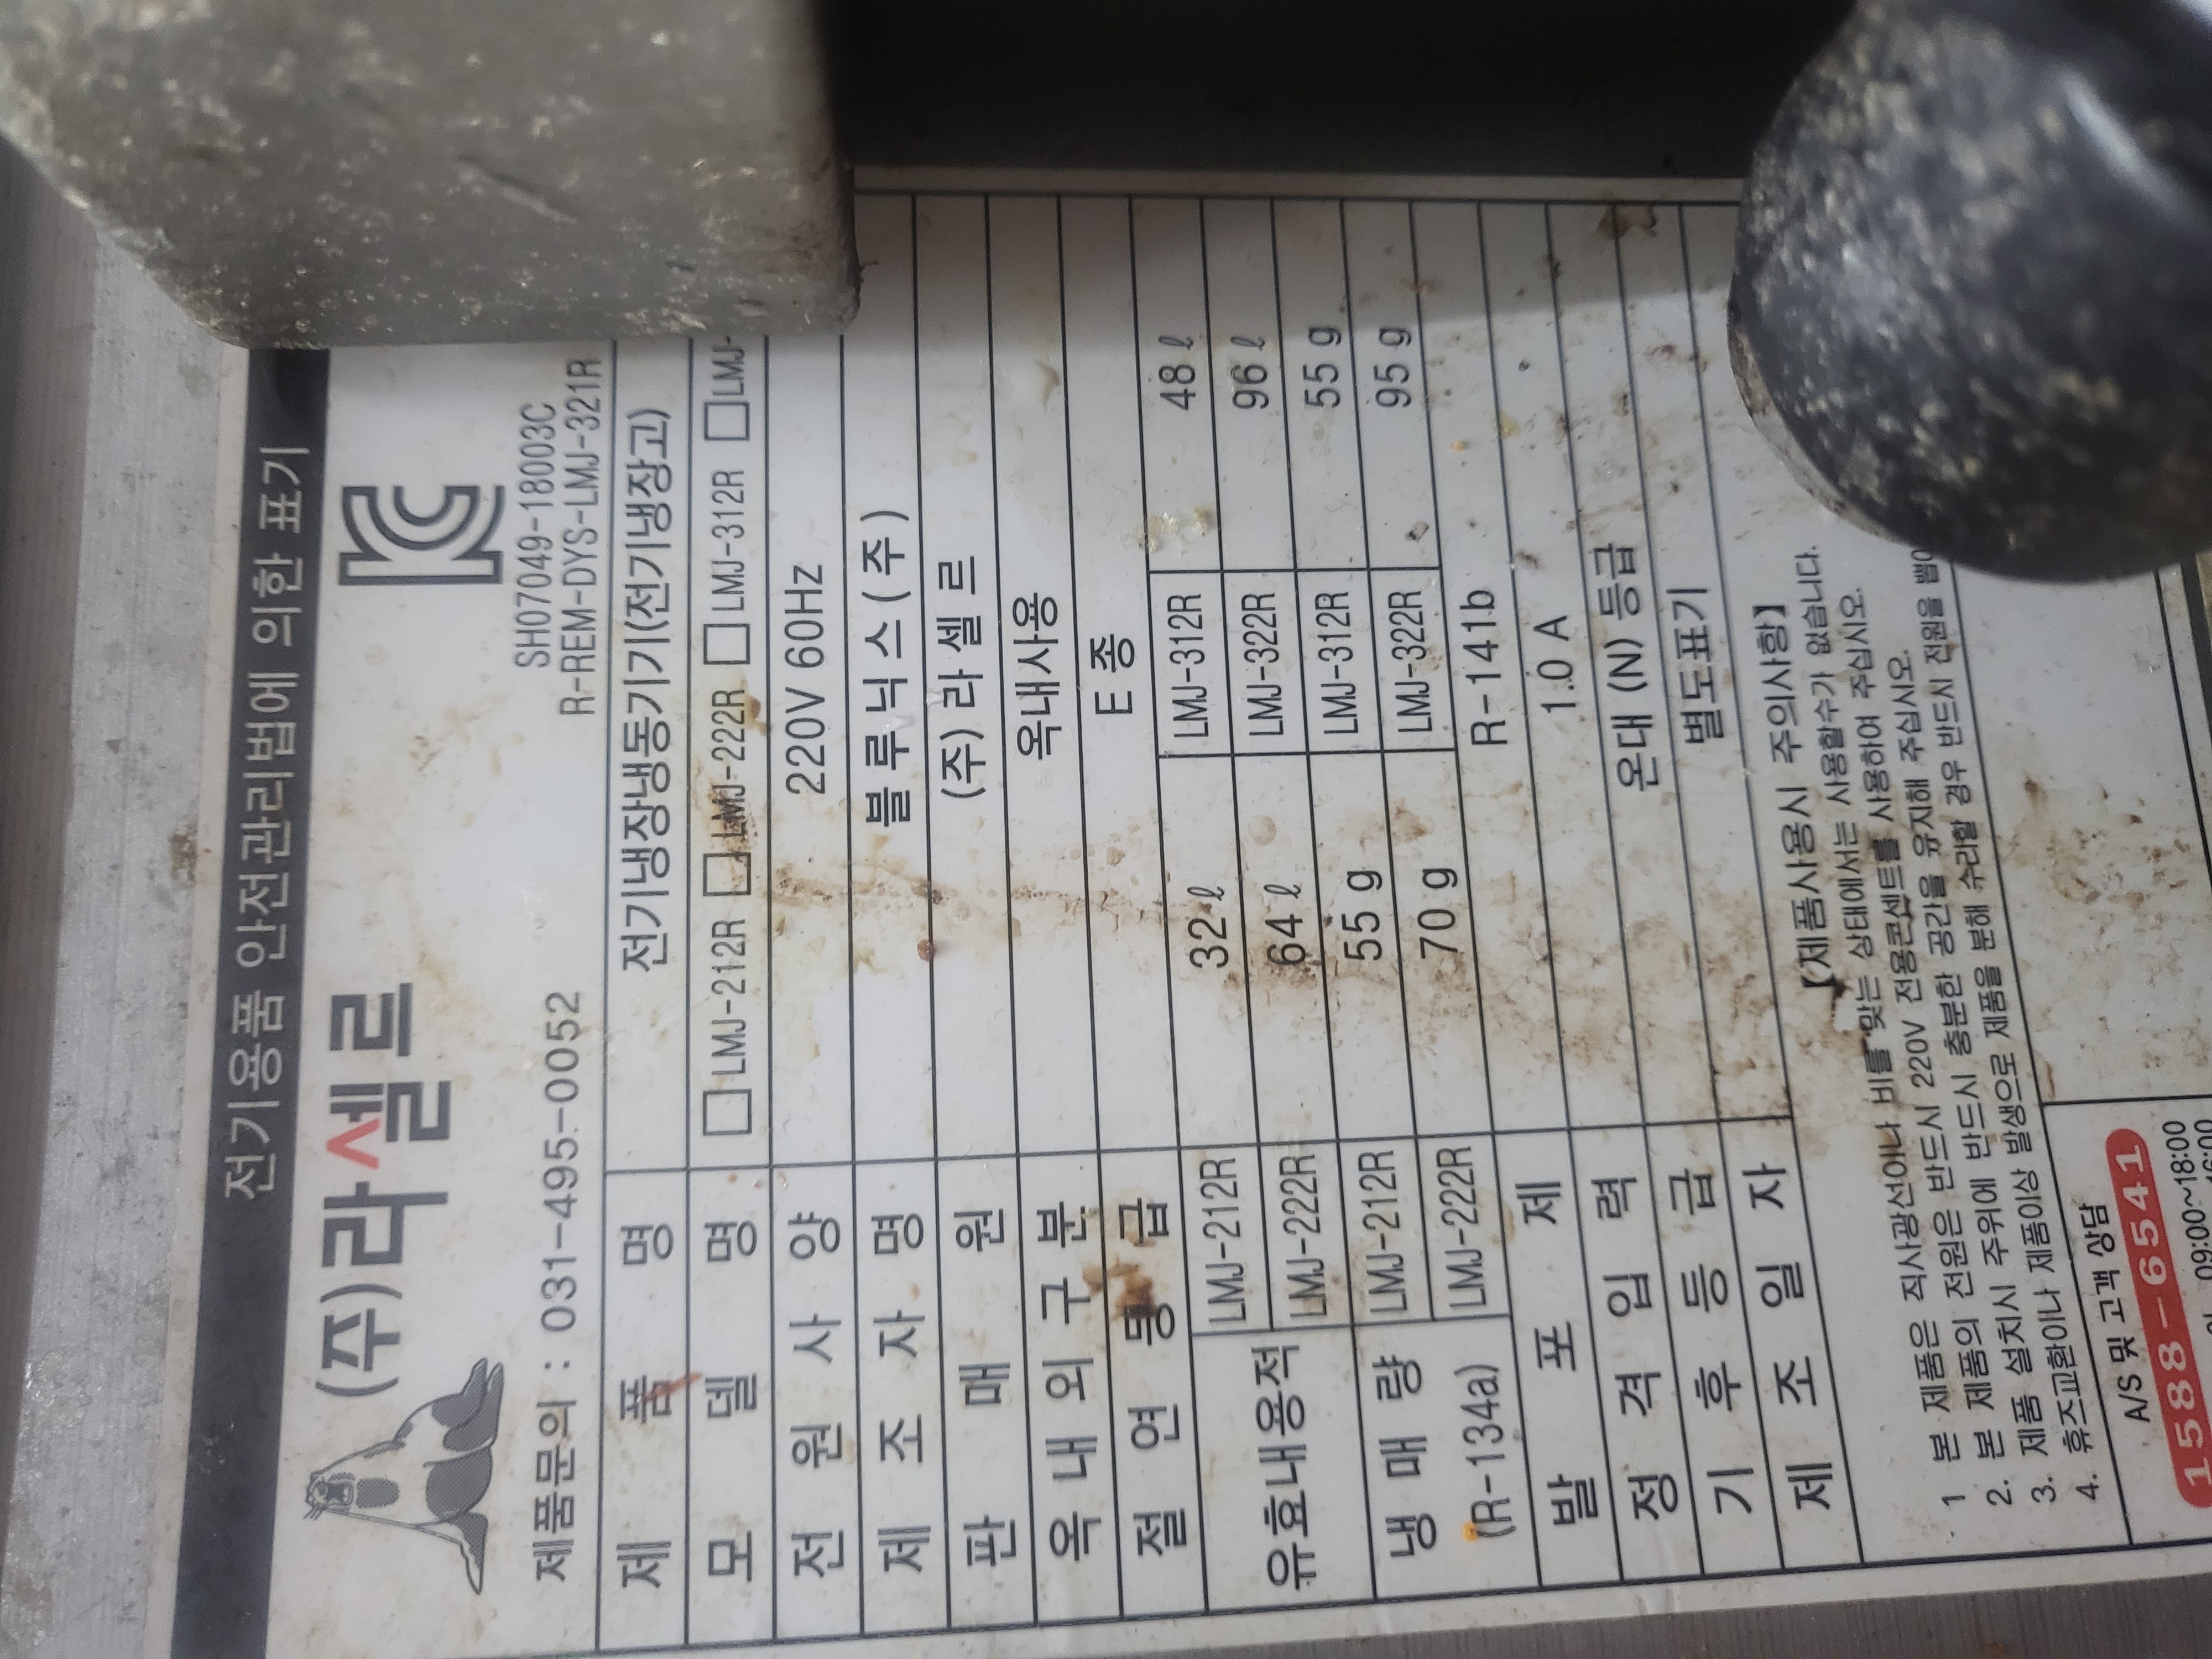 전기용품 안전관리법에 의한 표기
(주)라셀르
제품문의 : 031-495-0052
SH07049-18003C
R-REM-DYS-LMJ-321R
제 품 명 전기냉장냉동기기(전기냉장고)
모 델 명 □LMJ-212R □LMJ-222R □LMJ-312R □LMJ-
전 원 사 양 220V 60Hz
제 조 자 명 블루닉스(주)
판 매 원 (주)라셀르
옥 내 외 구 분 옥내사용
절 연 등 급 E 종
유효내용적 LMJ-212R 32ℓ LMJ-312R 48ℓ
LMJ-222R 64ℓ LMJ-322R 96ℓ
냉 매 량 LMJ-212R 55 g LMJ-312R 55 g
(R-134a) LMJ-222R 70 g LMJ-322R 95 g
발 포 제 R-141b
정 격 입 력 1.0 A
기 후 등 급 온대 (N) 등급
제 조 일 자 별도표기
【제품사용시 주의사항】
1 본 제품은 직사광선이나 비를 맞는 상태에서는 사용할수가 없습니다.
2. 본 제품의 전원은 반드시 220V 전용콘센트를 사용하여 주십시오.
3. 제품 설치시 주위에 반드시 충분한 공간을 유지해 주십시오.
4. 휴즈교환이나 제품이상 발생으로 제품을 분해 수리할 경우 반드시 전원을
A/S 및 고객 상담
1588-6541
09:00~18:00